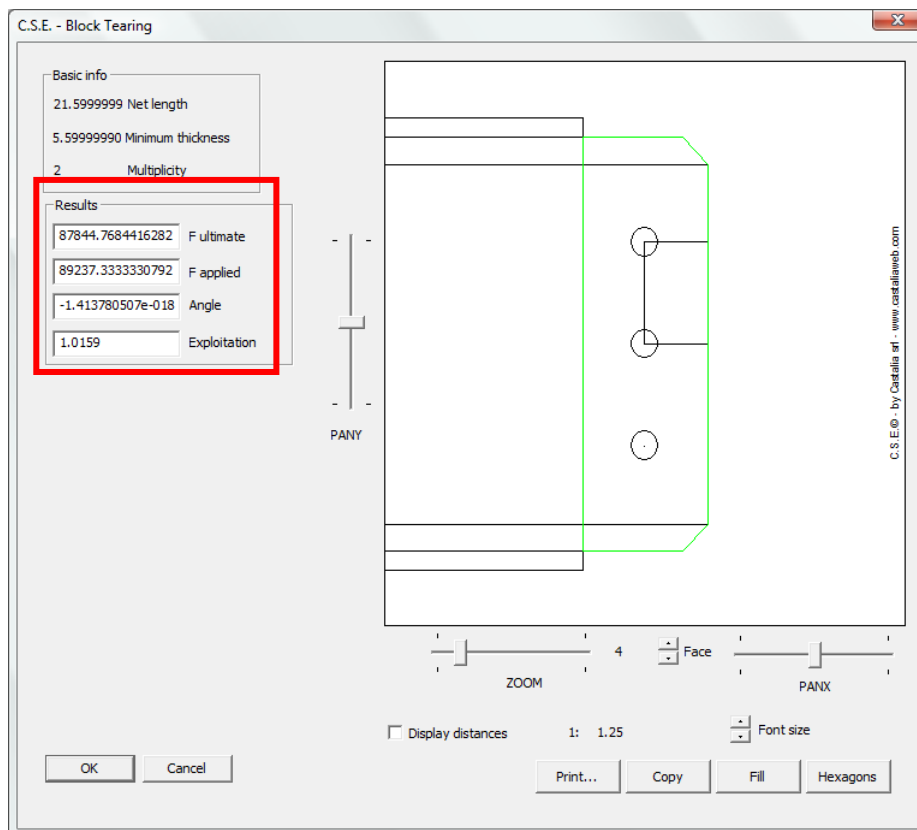 C.S.E. - Block Tearing
X
Basic info
21.5999999 Net length
5.59999990 Minimum thickness
2 Multiplicity
Results
87844.7684416282 F ultimate
89237.3333330792 F applied
-1.413780507e-018 Angle
1.0159 Exploitation
PANY
C.S.E.© - by Castalia srl - www.castaliaweb.com
4 Face
ZOOM
PANX
Display distances 1: 1.25 Font size
OK Cancel
Print... Copy Fill Hexagons